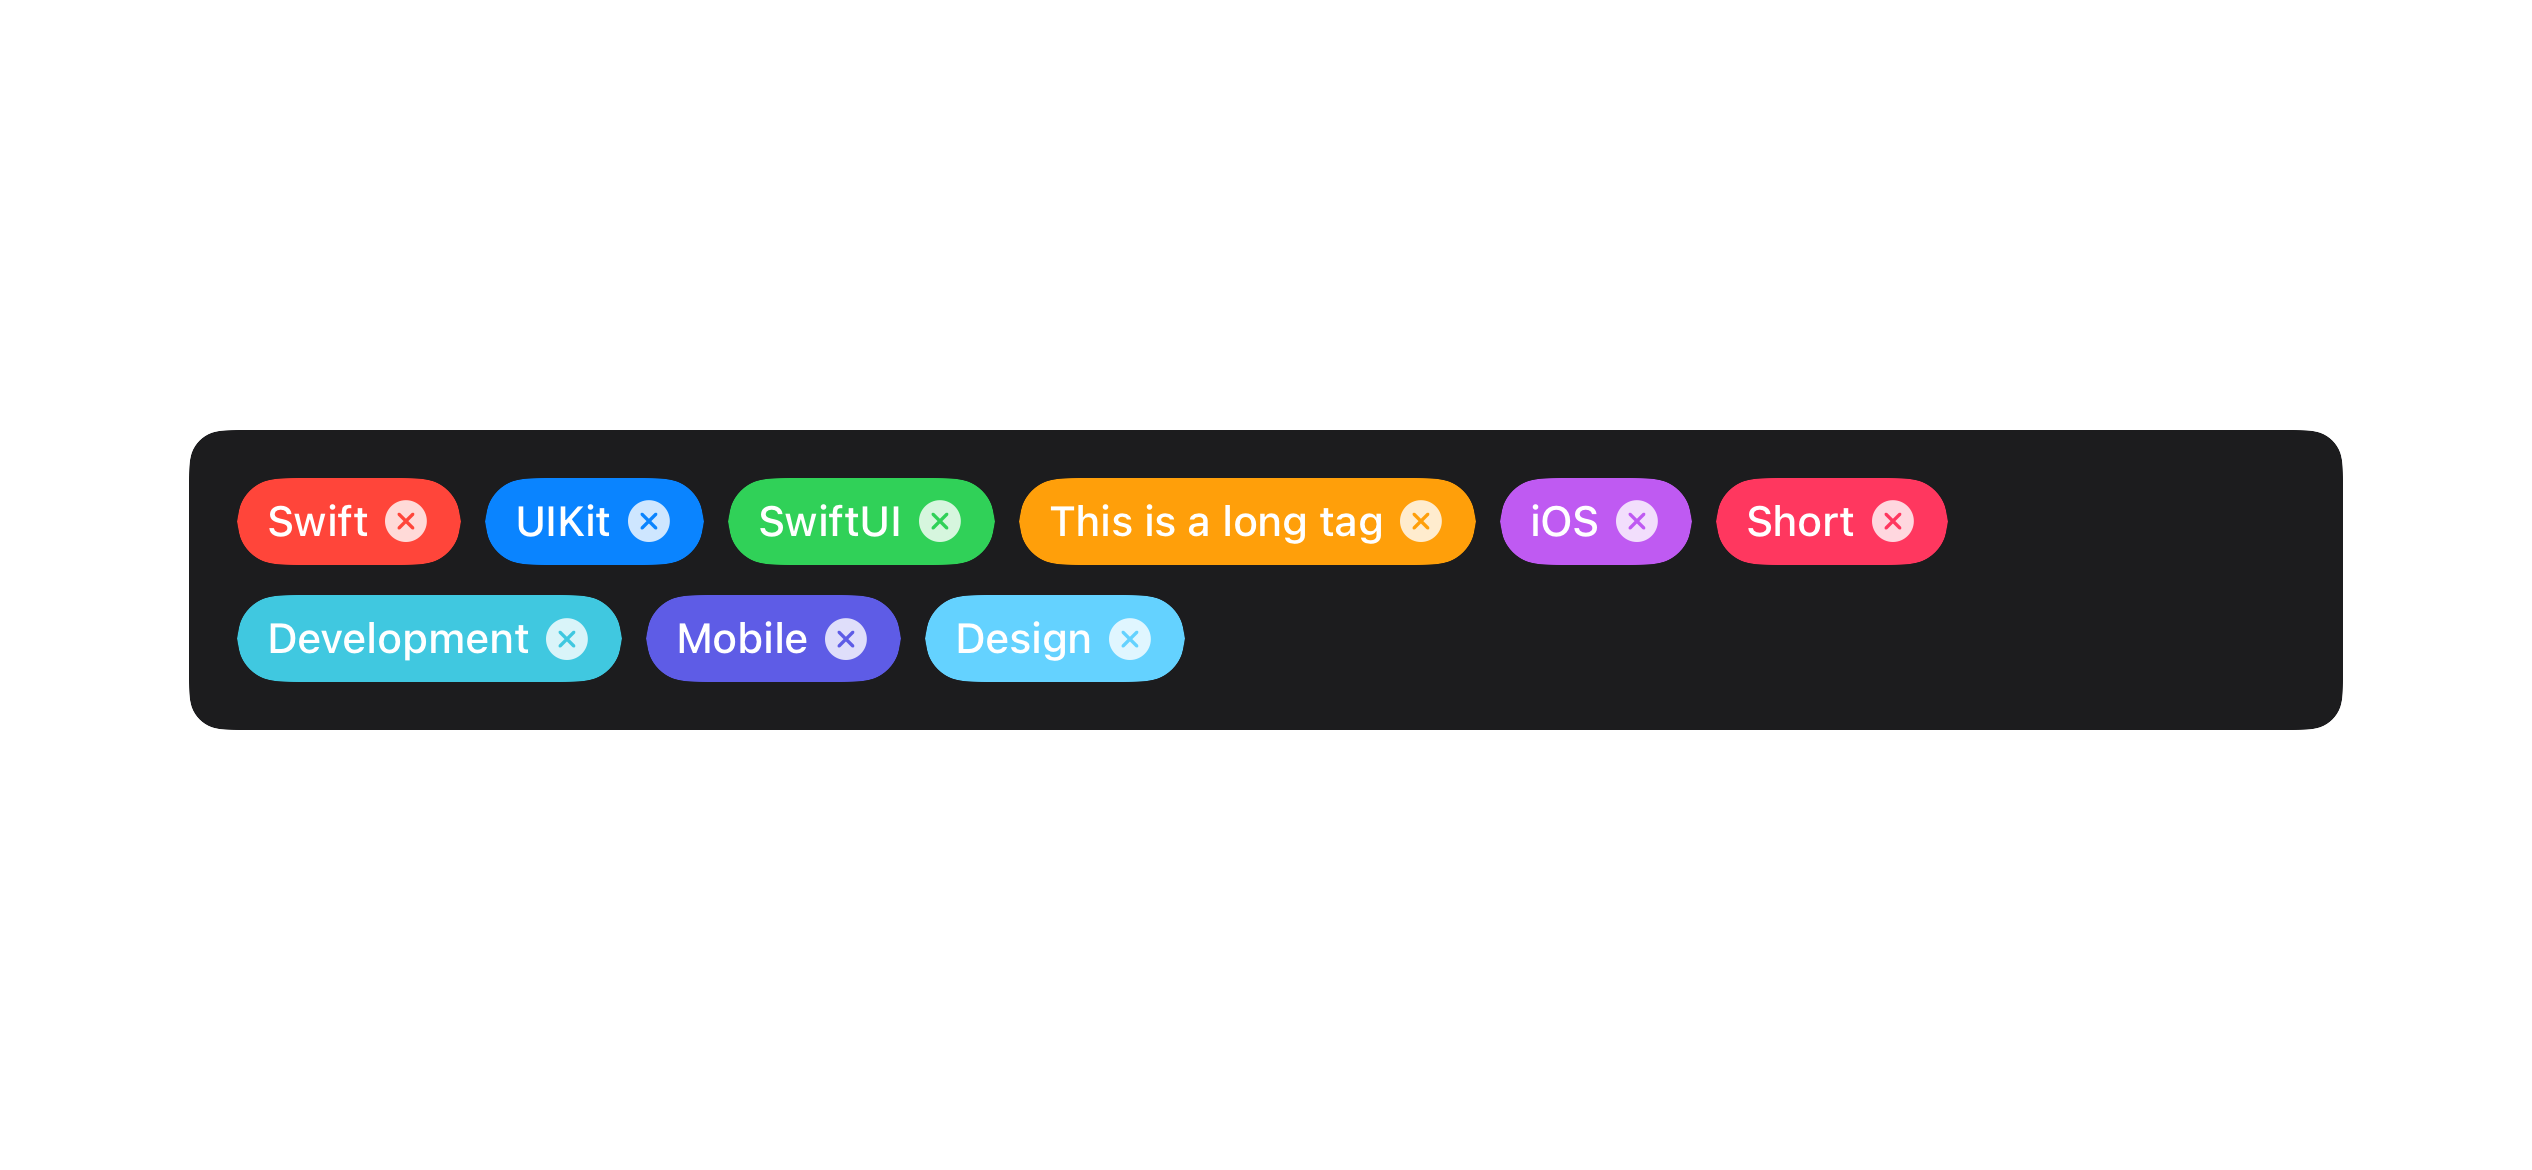 Swift UIKit SwiftUI This is a long tag iOS Short
Development Mobile Design